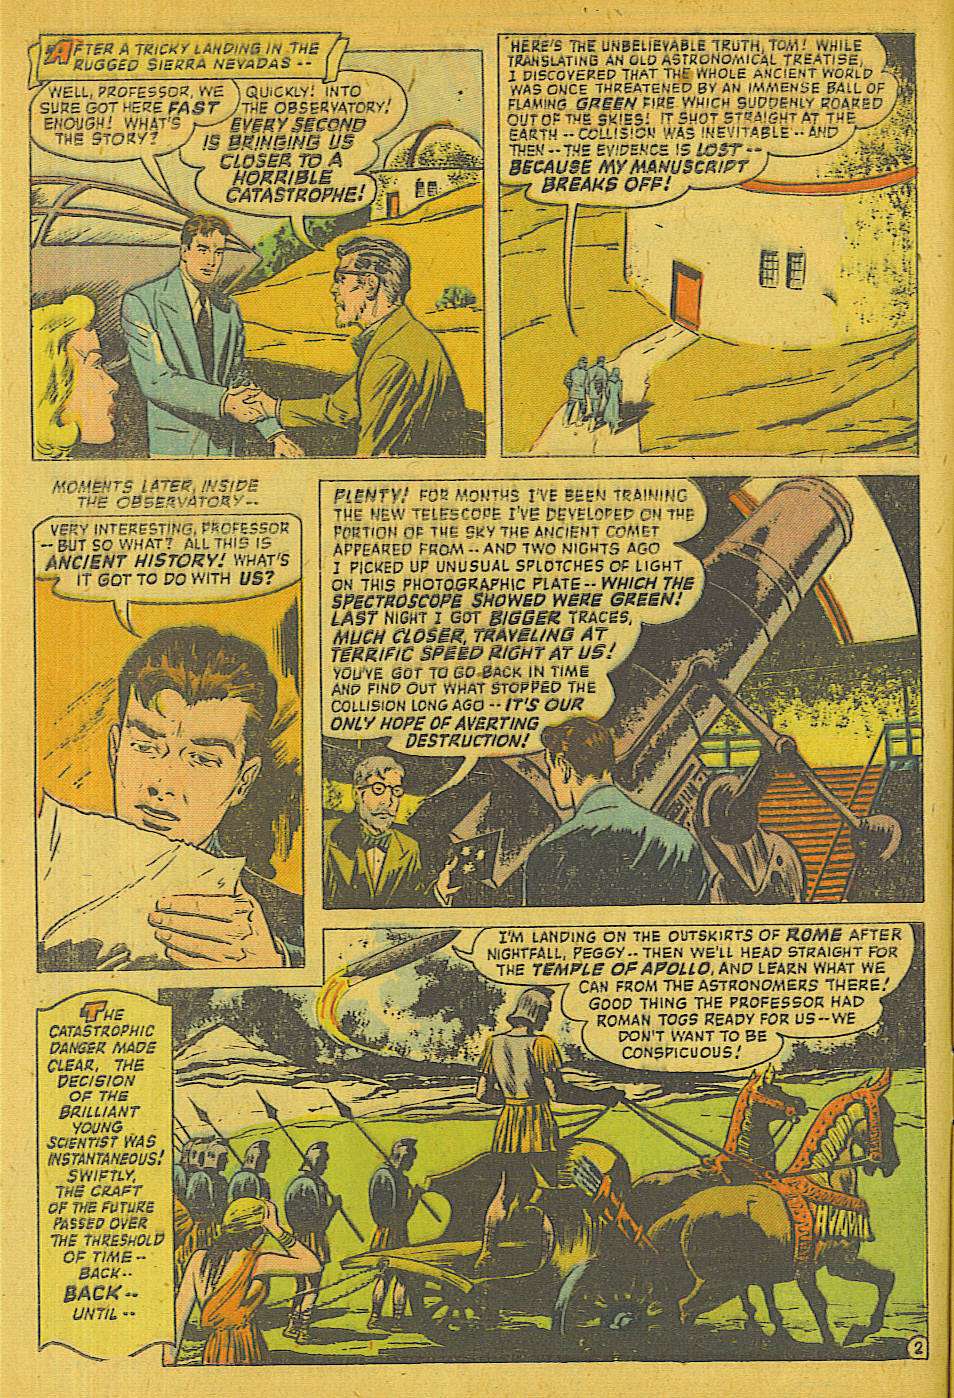 AFTER A TRICKY LANDING IN THE
RUGGED SIERRA NEVADAS --
WELL, PROFESSOR, WE
SURE GOT HERE FAST
ENOUGH! WHAT'S
THE STORY?
QUICKLY! INTO
THE OBSERVATORY!
EVERY SECOND
IS BRINGING US
CLOSER TO A
HORRIBLE
CATASTROPHE!
HERE'S THE UNBELIEVABLE TRUTH, TOM! WHILE
TRANSLATING AN OLD ASTRONOMICAL TREATISE,
I DISCOVERED THAT THE WHOLE ANCIENT WORLD
WAS ONCE THREATENED BY AN IMMENSE BALL OF
FLAMING GREEN FIRE WHICH SUDDENLY ROARED
OUT OF THE SKIES! IT SHOT STRAIGHT AT THE
EARTH -- COLLISION WAS INEVITABLE -- AND
THEN -- THE EVIDENCE IS LOST --
BECAUSE MY MANUSCRIPT
BREAKS OFF!
MOMENTS LATER, INSIDE
THE OBSERVATORY --
VERY INTERESTING, PROFESSOR
-- BUT SO WHAT? ALL THIS IS
ANCIENT HISTORY! WHAT'S
IT GOT TO DO WITH US?
PLENTY! FOR MONTHS I'VE BEEN TRAINING
THE NEW TELESCOPE I'VE DEVELOPED ON THE
PORTION OF THE SKY THE ANCIENT COMET
APPEARED FROM -- AND TWO NIGHTS AGO
I PICKED UP UNUSUAL SPLOTCHES OF LIGHT
ON THIS PHOTOGRAPHIC PLATE -- WHICH THE
SPECTROSCOPE SHOWED WERE GREEN!
LAST NIGHT I GOT BIGGER TRACES,
MUCH CLOSER, TRAVELING AT
TERRIFIC SPEED RIGHT AT US!
YOU'VE GOT TO GO BACK IN TIME
AND FIND OUT WHAT STOPPED THE
COLLISION LONG AGO -- IT'S OUR
ONLY HOPE OF AVERTING
DESTRUCTION!
THE
CATASTROPHIC
DANGER MADE
CLEAR, THE
DECISION
OF THE
BRILLIANT
YOUNG
SCIENTIST WAS
INSTANTANEOUS!
SWIFTLY,
THE CRAFT
OF THE FUTURE
PASSED OVER
THE THRESHOLD
OF TIME --
BACK --
BACK --
UNTIL --
I'M LANDING ON THE OUTSKIRTS OF ROME AFTER
NIGHTFALL, PEGGY -- THEN WE'LL HEAD STRAIGHT FOR
THE TEMPLE OF APOLLO, AND LEARN WHAT WE
CAN FROM THE ASTRONOMERS THERE!
GOOD THING THE PROFESSOR HAD
ROMAN TOGS READY FOR US -- WE
DON'T WANT TO BE
CONSPICUOUS!
2